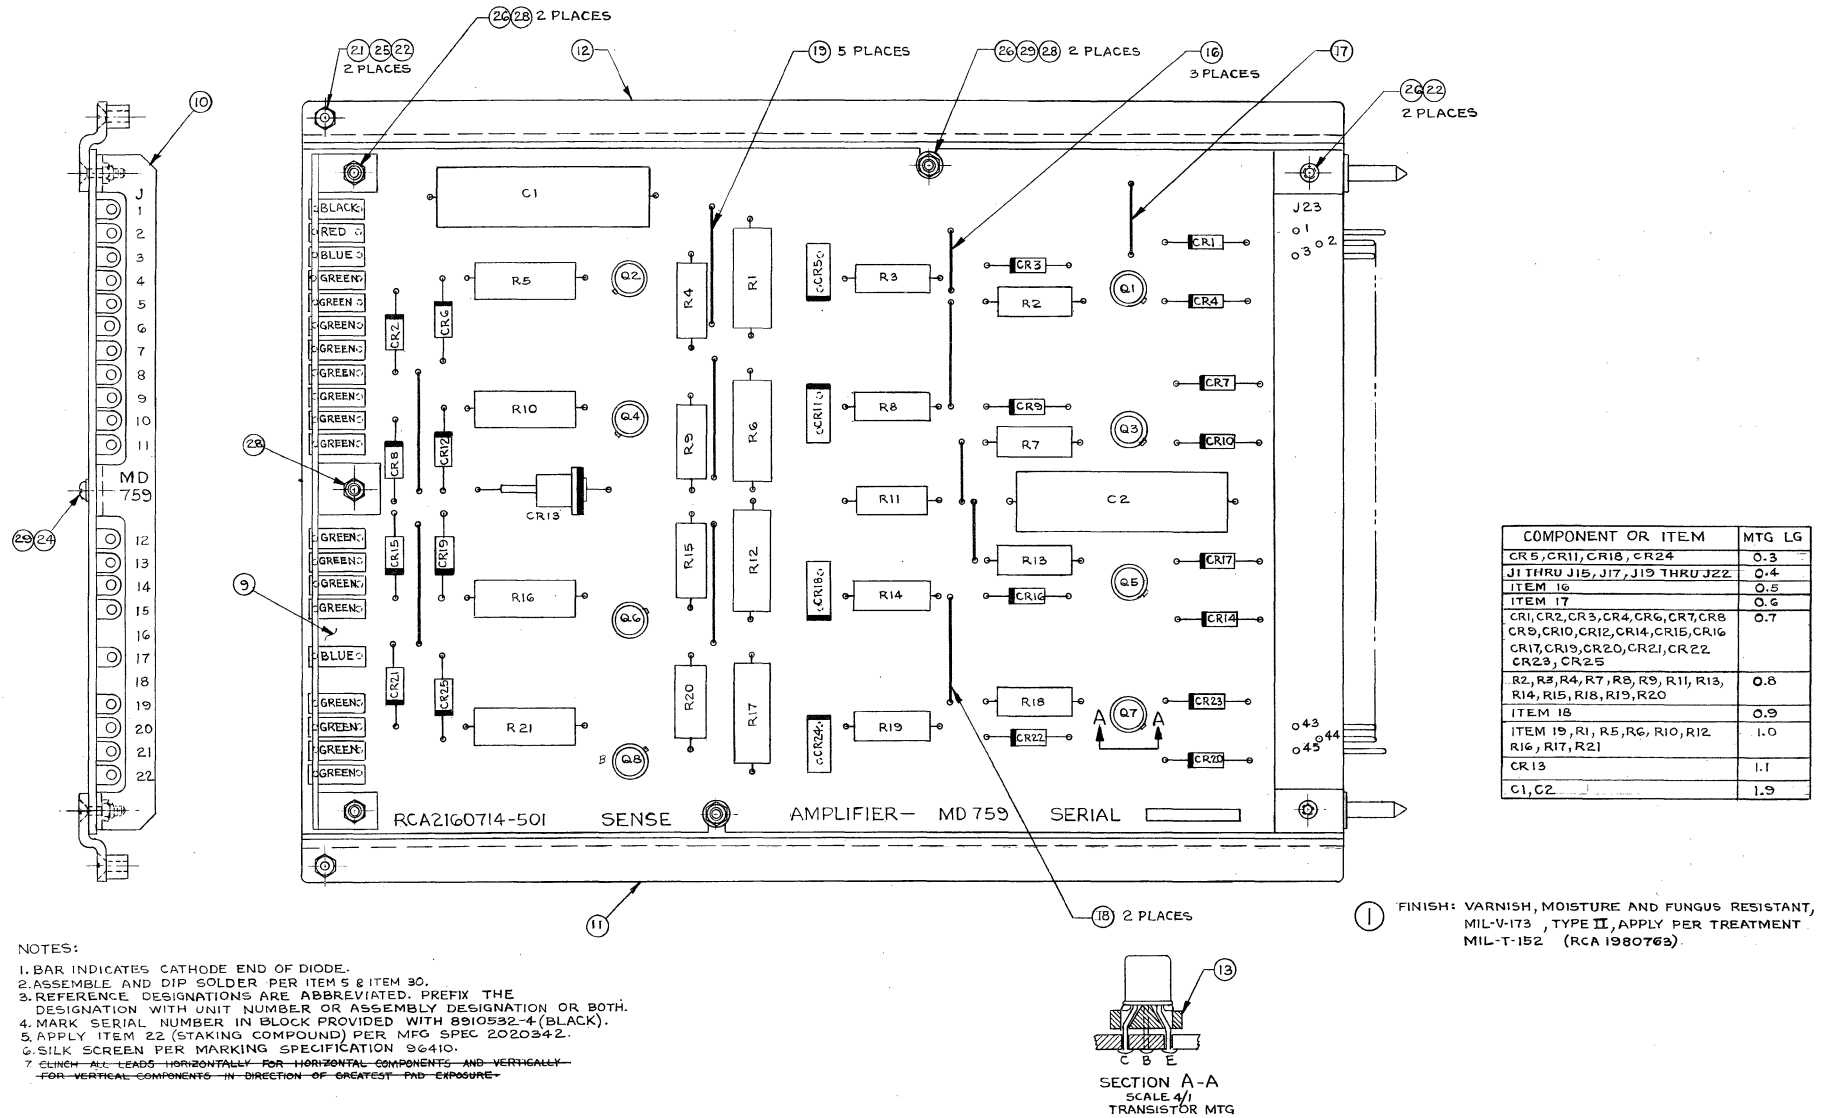 26 28 2 PLACES
21 25 22
2 PLACES
12
19 5 PLACES
26 29 28 2 PLACES
16
3 PLACES
17
26 22
2 PLACES
10
J
1
2
3
4
5
6
7
8
9
10
11
MD
759
12
13
14
15
16
17
18
19
20
21
22
29 24
28
9
BLACK
RED
BLUE
GREEN
GREEN
GREEN
GREEN
GREEN
GREEN
GREEN
GREEN
GREEN
GREEN
GREEN
GREEN
BLUE
GREEN
GREEN
GREEN
GREEN
C1
R5
Q2
R4
R1
CR5
R3
CR3
R2
Q1
CR1
CR4
J23
1
2
3
CR2
CR6
R10
Q4
R9
R6
CR11
R8
CR9
R7
Q3
CR7
CR10
CR8
CR12
CR13
R11
C2
CR15
CR19
R16
Q6
R15
R12
CR18
R14
R13
CR16
Q5
CR17
CR14
CR21
CR25
R21
B Q8
R20
R17
CR24
R19
R18
CR22
Q7
A A
CR23
CR20
43
44
45
RCA2160714-501 SENSE AMPLIFIER— MD 759 SERIAL
11
18 2 PLACES
COMPONENT OR ITEM MTG LG
CR5, CR11, CR18, CR24 0.3
J1 THRU J15, J17, J19 THRU J22 0.4
ITEM 16 0.5
ITEM 17 0.6
CR1, CR2, CR3, CR4, CR6, CR7, CR8 0.7
CR9, CR10, CR12, CR14, CR15, CR16
CR17, CR19, CR20, CR21, CR22
CR23, CR25
R2, R3, R4, R7, R8, R9, R11, R13, 0.8
R14, R15, R18, R19, R20
ITEM 18 0.9
ITEM 19, R1, R5, R6, R10, R12 1.0
R16, R17, R21
CR13 1.1
C1, C2 1.9
1 FINISH: VARNISH, MOISTURE AND FUNGUS RESISTANT,
MIL-V-173 , TYPE II, APPLY PER TREATMENT
MIL-T-152 (RCA 1980763).
NOTES:
1. BAR INDICATES CATHODE END OF DIODE.
2. ASSEMBLE AND DIP SOLDER PER ITEM 5 & ITEM 30.
3. REFERENCE DESIGNATIONS ARE ABBREVIATED. PREFIX THE
DESIGNATION WITH UNIT NUMBER OR ASSEMBLY DESIGNATION OR BOTH.
4. MARK SERIAL NUMBER IN BLOCK PROVIDED WITH 8910532-4 (BLACK).
5. APPLY ITEM 22 (STAKING COMPOUND) PER MFG SPEC 2020342.
6. SILK SCREEN PER MARKING SPECIFICATION 96410.
7. CLINCH ALL LEADS HORIZONTALLY FOR HORIZONTAL COMPONENTS AND VERTICALLY
FOR VERTICAL COMPONENTS IN DIRECTION OF GREATEST PAD EXPOSURE.
13
C B E
SECTION A-A
SCALE 4/1
TRANSISTOR MTG